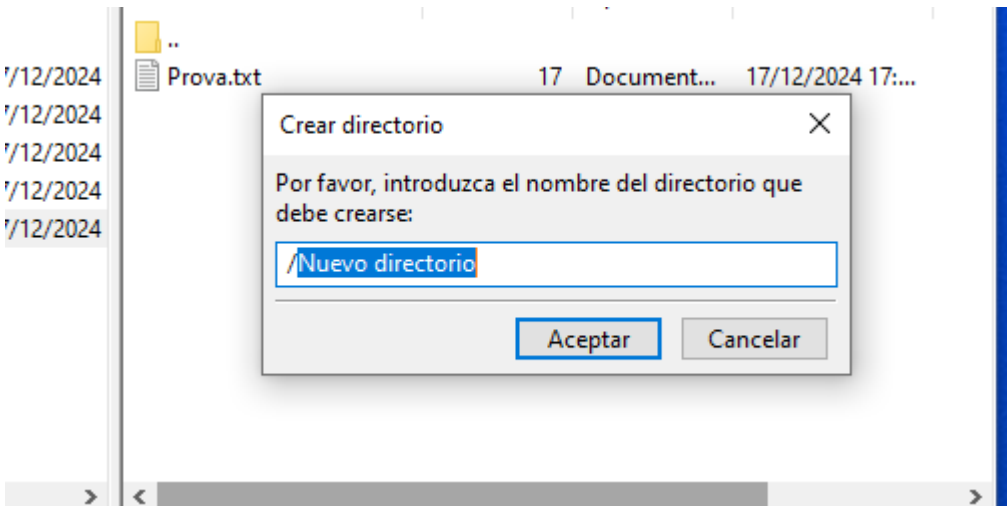 ..
7/12/2024
Prova.txt 17 Document... 17/12/2024 17:...
7/12/2024
7/12/2024
7/12/2024
7/12/2024
Crear directorio
Por favor, introduzca el nombre del directorio que
debe crearse:
/Nuevo directorio
Aceptar Cancelar